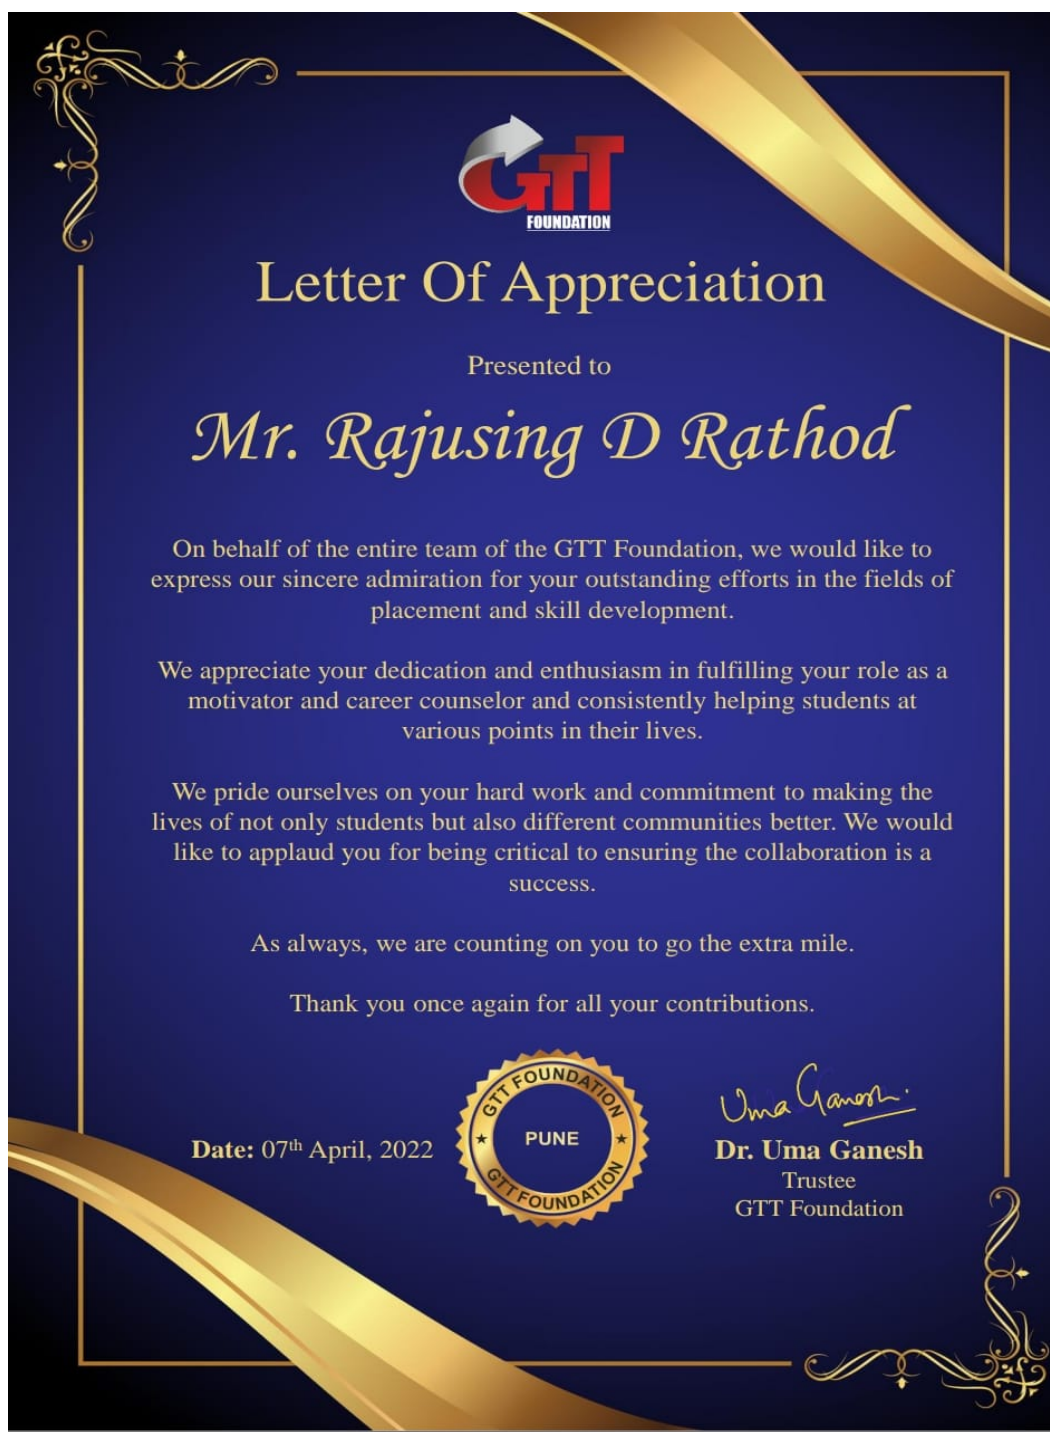 GTT
FOUNDATION
Letter Of Appreciation
Presented to
Mr. Rajusing D Rathod
On behalf of the entire team of the GTT Foundation, we would like to
express our sincere admiration for your outstanding efforts in the fields of
placement and skill development.
We appreciate your dedication and enthusiasm in fulfilling your role as a
motivator and career counselor and consistently helping students at
various points in their lives.
We pride ourselves on your hard work and commitment to making the
lives of not only students but also different communities better. We would
like to applaud you for being critical to ensuring the collaboration is a
success.
As always, we are counting on you to go the extra mile.
Thank you once again for all your contributions.
Date: 07th April, 2022
GTT FOUNDATION
PUNE
GTT FOUNDATION
Uma Ganesh.
Dr. Uma Ganesh
Trustee
GTT Foundation